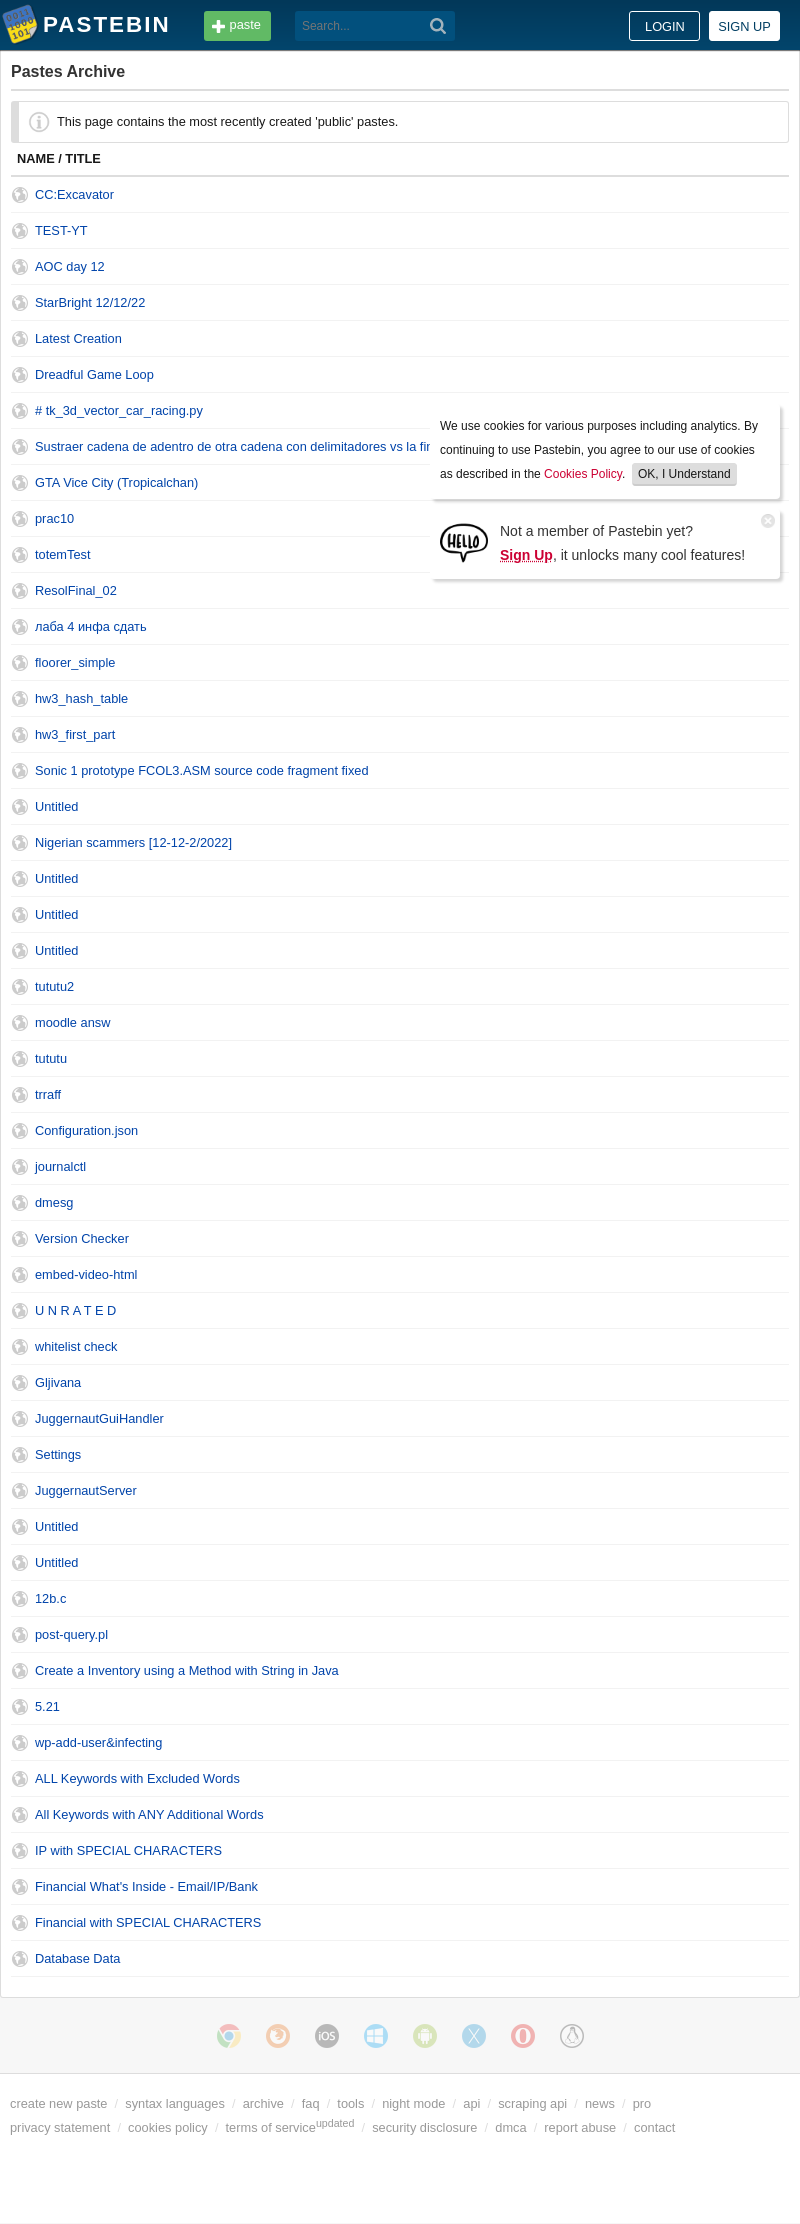 PASTEBIN
paste
Search...
LOGIN
SIGN UP
Pastes Archive
This page contains the most recently created 'public' pastes.
NAME / TITLE
CC:Excavator
TEST-YT
AOC day 12
StarBright 12/12/22
Latest Creation
Dreadful Game Loop
# tk_3d_vector_car_racing.py
Sustraer cadena de adentro de otra cadena con delimitadores vs la
GTA Vice City (Tropicalchan)
prac10
totemTest
We use cookies for various purposes including analytics. By
continuing to use Pastebin, you agree to our use of cookies
as described in the Cookies Policy. OK, I Understand
HELLO
Not a member of Pastebin yet?
Sign Up, it unlocks many cool features!
ResolFinal_02
лаба 4 инфа сдать
floorer_simple
hw3_hash_table
hw3_first_part
Sonic 1 prototype FCOL3.ASM source code fragment fixed
Untitled
Nigerian scammers [12-12-2/2022]
Untitled
Untitled
Untitled
tututu2
moodle answ
tututu
trraff
Configuration.json
journalctl
dmesg
Version Checker
embed-video-html
U N R A T E D
whitelist check
Gljivana
JuggernautGuiHandler
Settings
JuggernautServer
Untitled
Untitled
12b.c
post-query.pl
Create a Inventory using a Method with String in Java
5.21
wp-add-user&infecting
ALL Keywords with Excluded Words
All Keywords with ANY Additional Words
IP with SPECIAL CHARACTERS
Financial What's Inside - Email/IP/Bank
Financial with SPECIAL CHARACTERS
Database Data
iOS
create new paste / syntax languages / archive / faq / tools / night mode / api / scraping api / news / pro
privacy statement / cookies policy / terms of service updated / security disclosure / dmca / report abuse / contact